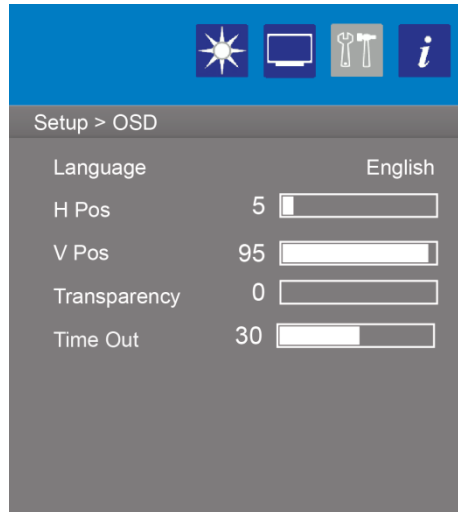 i
Setup > OSD
Language English
H Pos 5
V Pos 95
Transparency 0
Time Out 30